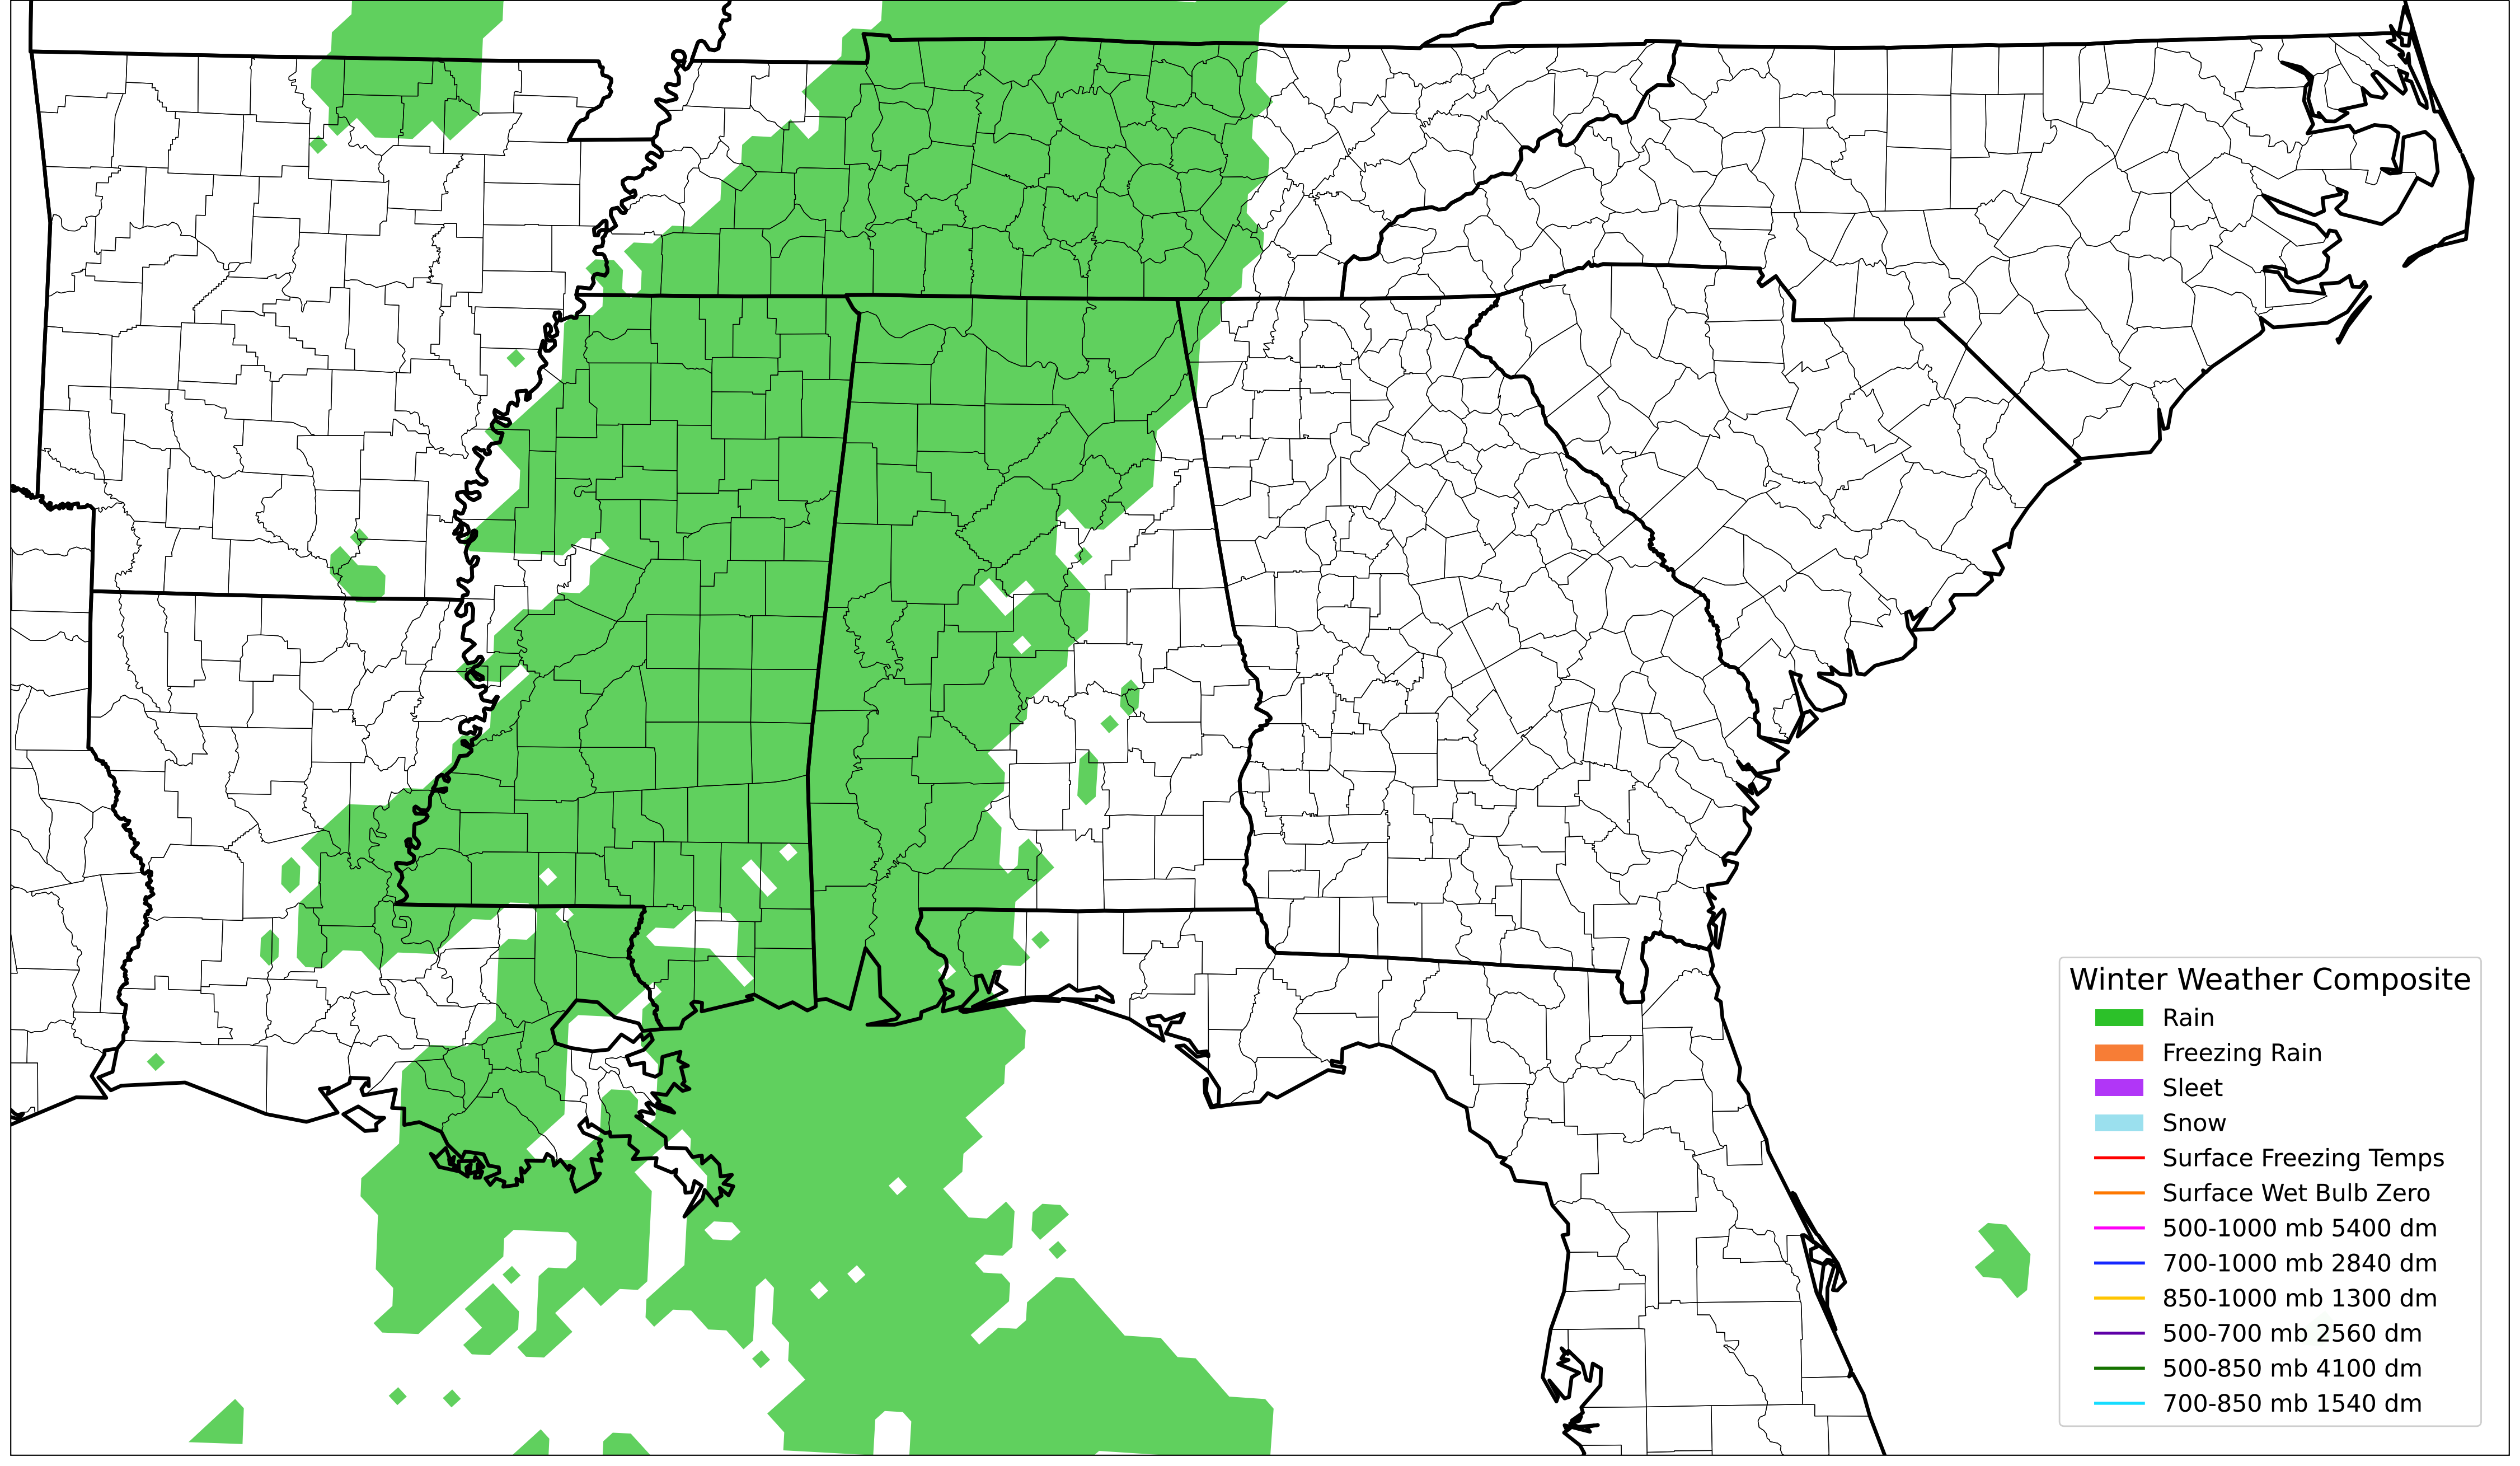 Winter Weather Composite
Rain
Freezing Rain
Sleet
Snow
Surface Freezing Temps
Surface Wet Bulb Zero
500-1000 mb 5400 dm
700-1000 mb 2840 dm
850-1000 mb 1300 dm
500-700 mb 2560 dm
500-850 mb 4100 dm
700-850 mb 1540 dm